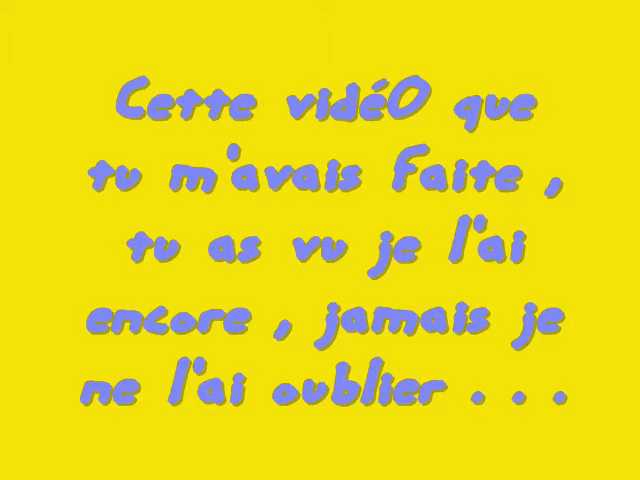 Cette vidéO que
tu m'avais faite ,
tu as vu je l'ai
encore , jamais je
ne l'ai oublier . . .